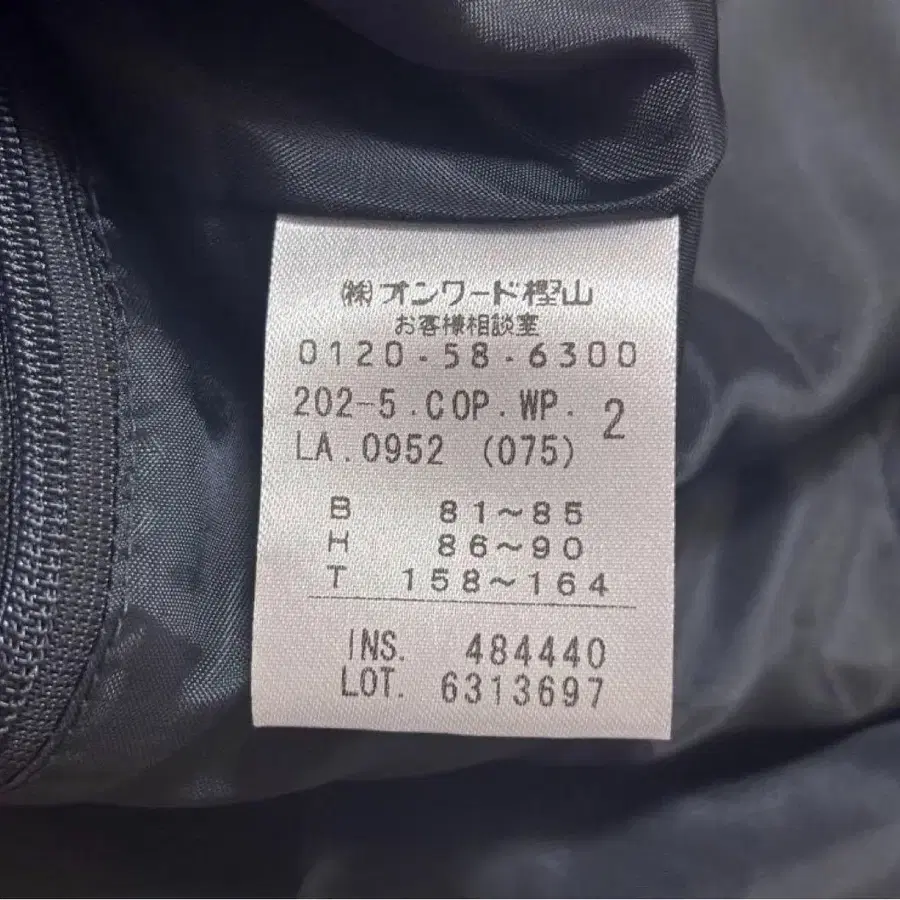 ㈱オンワード樫山
お客様相談室
0120-58-6300
202-5.COP.WP. 2
LA.0952 (075)
B 81~85
H 86~90
T 158~164
INS. 484440
LOT. 6313697